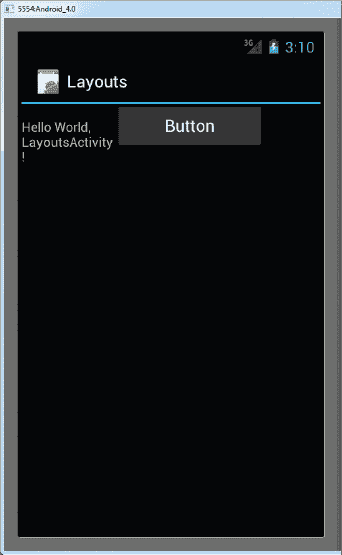 5554:Android_4.0
3G 3:10
Layouts
Hello World,
LayoutsActivity
!
Button